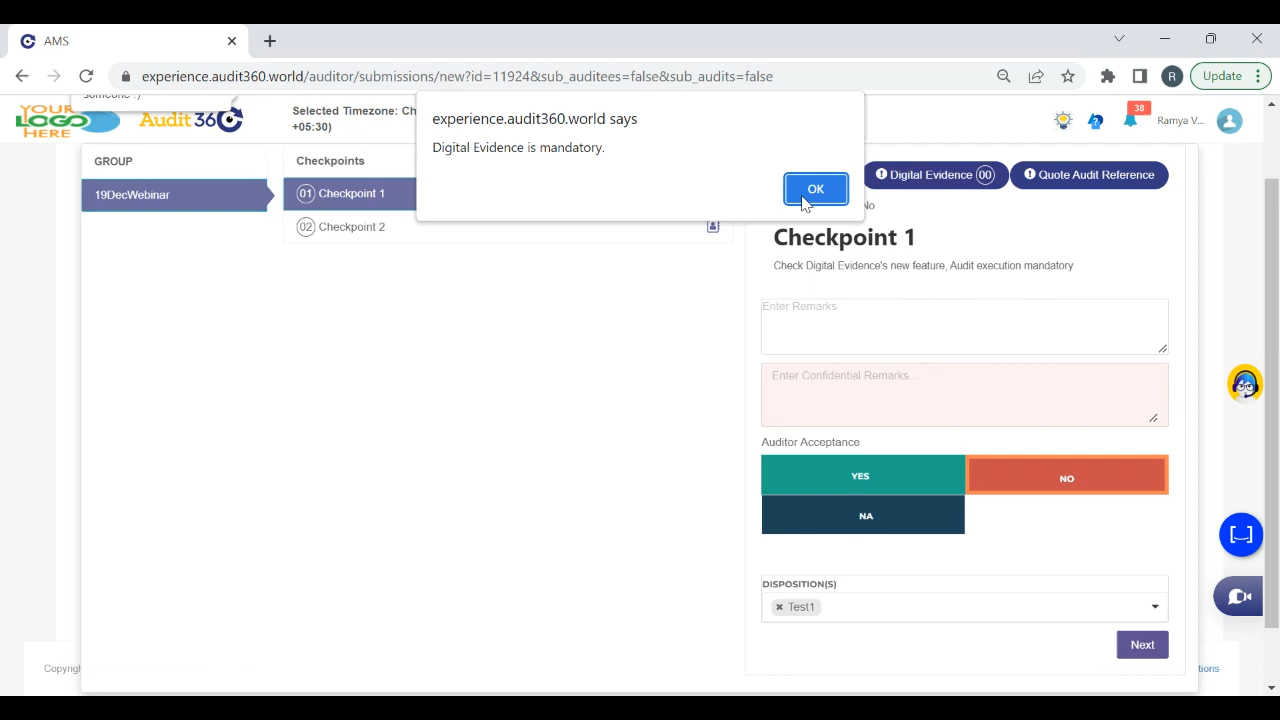 AMS
experience.audit360.world/auditor/submissions/new?id=11924&sub_auditees=false&sub_audits=false
R
Update
someone :)
YOUR
LOGO
HERE
Audit 36
Selected Timezone: Ch
+05:30)
experience.audit360.world says
Digital Evidence is mandatory.
OK
38
Ramya V...
GROUP
19DecWebinar
Checkpoints
01 Checkpoint 1
02 Checkpoint 2
Digital Evidence 00
Quote Audit Reference
No
Checkpoint 1
Check Digital Evidence's new feature, Audit execution mandatory
Enter Remarks
Enter Confidential Remarks...
Auditor Acceptance
YES
NO
NA
DISPOSITION(S)
× Test1
Next
Copyrig
tions